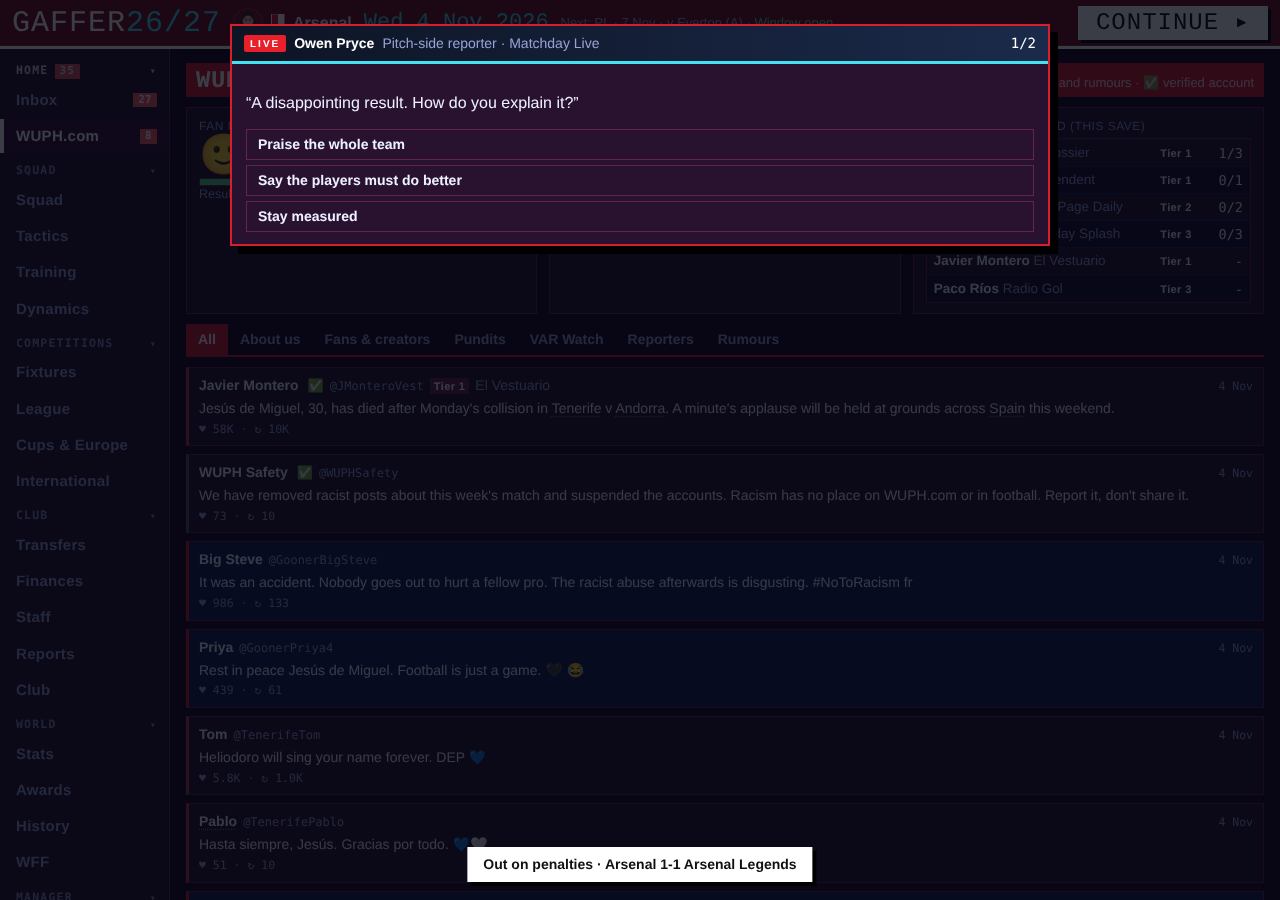 GAFFER26/27
Arsenal Wed 4 Nov 2026 Next: PL · 7 Nov · v Everton (A) · Window open
CONTINUE ▸
LIVE Owen Pryce Pitch-side reporter · Matchday Live 1/2
“A disappointing result. How do you explain it?”
Praise the whole team
Say the players must do better
Stay measured
HOME 35
Inbox 27
WUPH.com 8
SQUAD
Squad
Tactics
Training
Dynamics
COMPETITIONS
Fixtures
League
Cups & Europe
International
CLUB
Transfers
Finances
Staff
Reports
Club
WORLD
Stats
Awards
History
WFF
MANAGER
and rumours · ✅ verified account
FAN
(THIS SAVE)
Tier 1 1/3
Tier 1 0/1
Page Daily Tier 2 0/2
Splash Tier 3 0/3
Javier Montero El Vestuario Tier 1 -
Paco Ríos Radio Gol Tier 3 -
All About us Fans & creators Pundits VAR Watch Reporters Rumours
Javier Montero ✅ @JMonteroVest Tier 1 El Vestuario 4 Nov
Jesús de Miguel, 30, has died after Monday's collision in Tenerife v Andorra. A minute's applause will be held at grounds across Spain this weekend.
♥ 58K · ↻ 10K
WUPH Safety ✅ @WUPHSafety 4 Nov
We have removed racist posts about this week's match and suspended the accounts. Racism has no place on WUPH.com or in football. Report it, don't share it.
♥ 73 · ↻ 10
Big Steve @GoonerBigSteve 4 Nov
It was an accident. Nobody goes out to hurt a fellow pro. The racist abuse afterwards is disgusting. #NoToRacism fr
♥ 986 · ↻ 133
Priya @GoonerPriya4 4 Nov
Rest in peace Jesús de Miguel. Football is just a game. 🖤 😂
♥ 439 · ↻ 61
Tom @TenerifeTom 4 Nov
Heliodoro will sing your name forever. DEP 💙
♥ 5.8K · ↻ 1.0K
Pablo @TenerifePablo 4 Nov
Hasta siempre, Jesús. Gracias por todo. 💙🤍
♥ 51 · ↻ 10
Out on penalties · Arsenal 1-1 Arsenal Legends